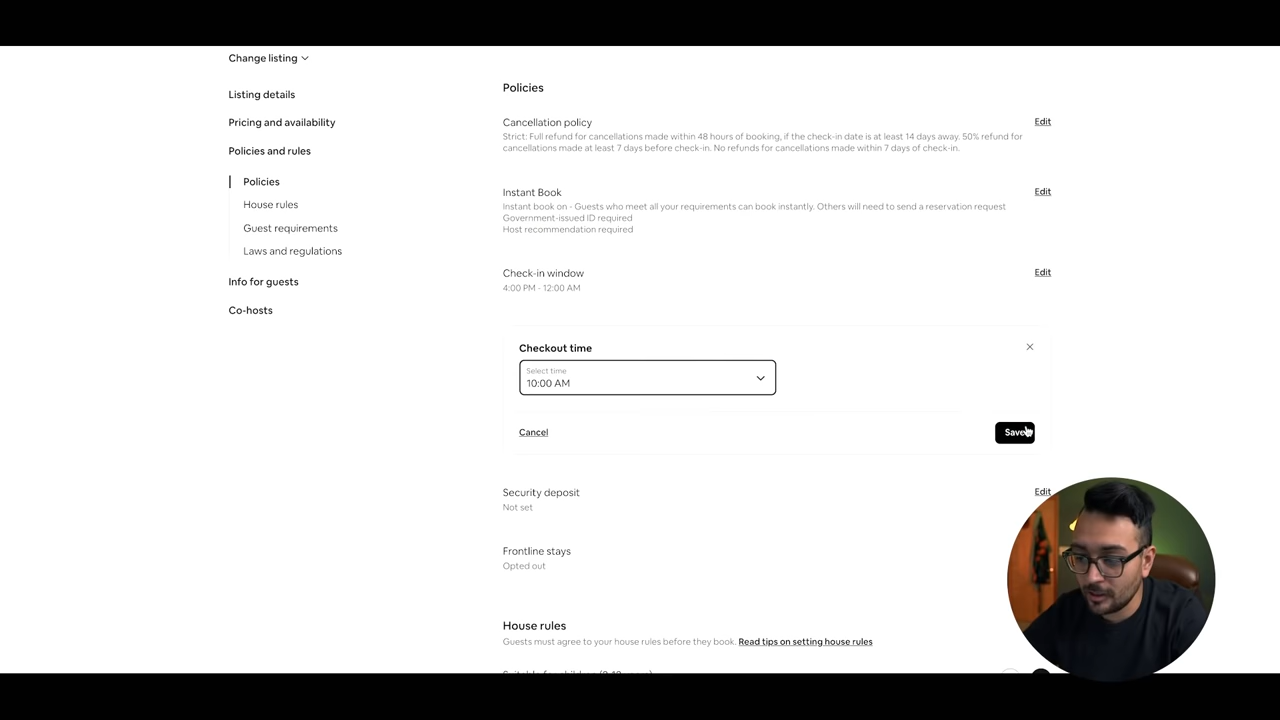 Change listing
Listing details
Pricing and availability
Policies and rules
Policies
House rules
Guest requirements
Laws and regulations
Info for guests
Co-hosts
Policies
Cancellation policy
Edit
Strict: Full refund for cancellations made within 48 hours of booking, if the check-in date is at least 14 days away. 50% refund for
cancellations made at least 7 days before check-in. No refunds for cancellations made within 7 days of check-in.
Instant Book
Edit
Instant book on - Guests who meet all your requirements can book instantly. Others will need to send a reservation request
Government-issued ID required
Host recommendation required
Check-in window
Edit
4:00 PM - 12:00 AM
Checkout time
Select time
10:00 AM
Cancel
Save
Security deposit
Edit
Not set
Frontline stays
Opted out
House rules
Guests must agree to your house rules before they book. Read tips on setting house rules